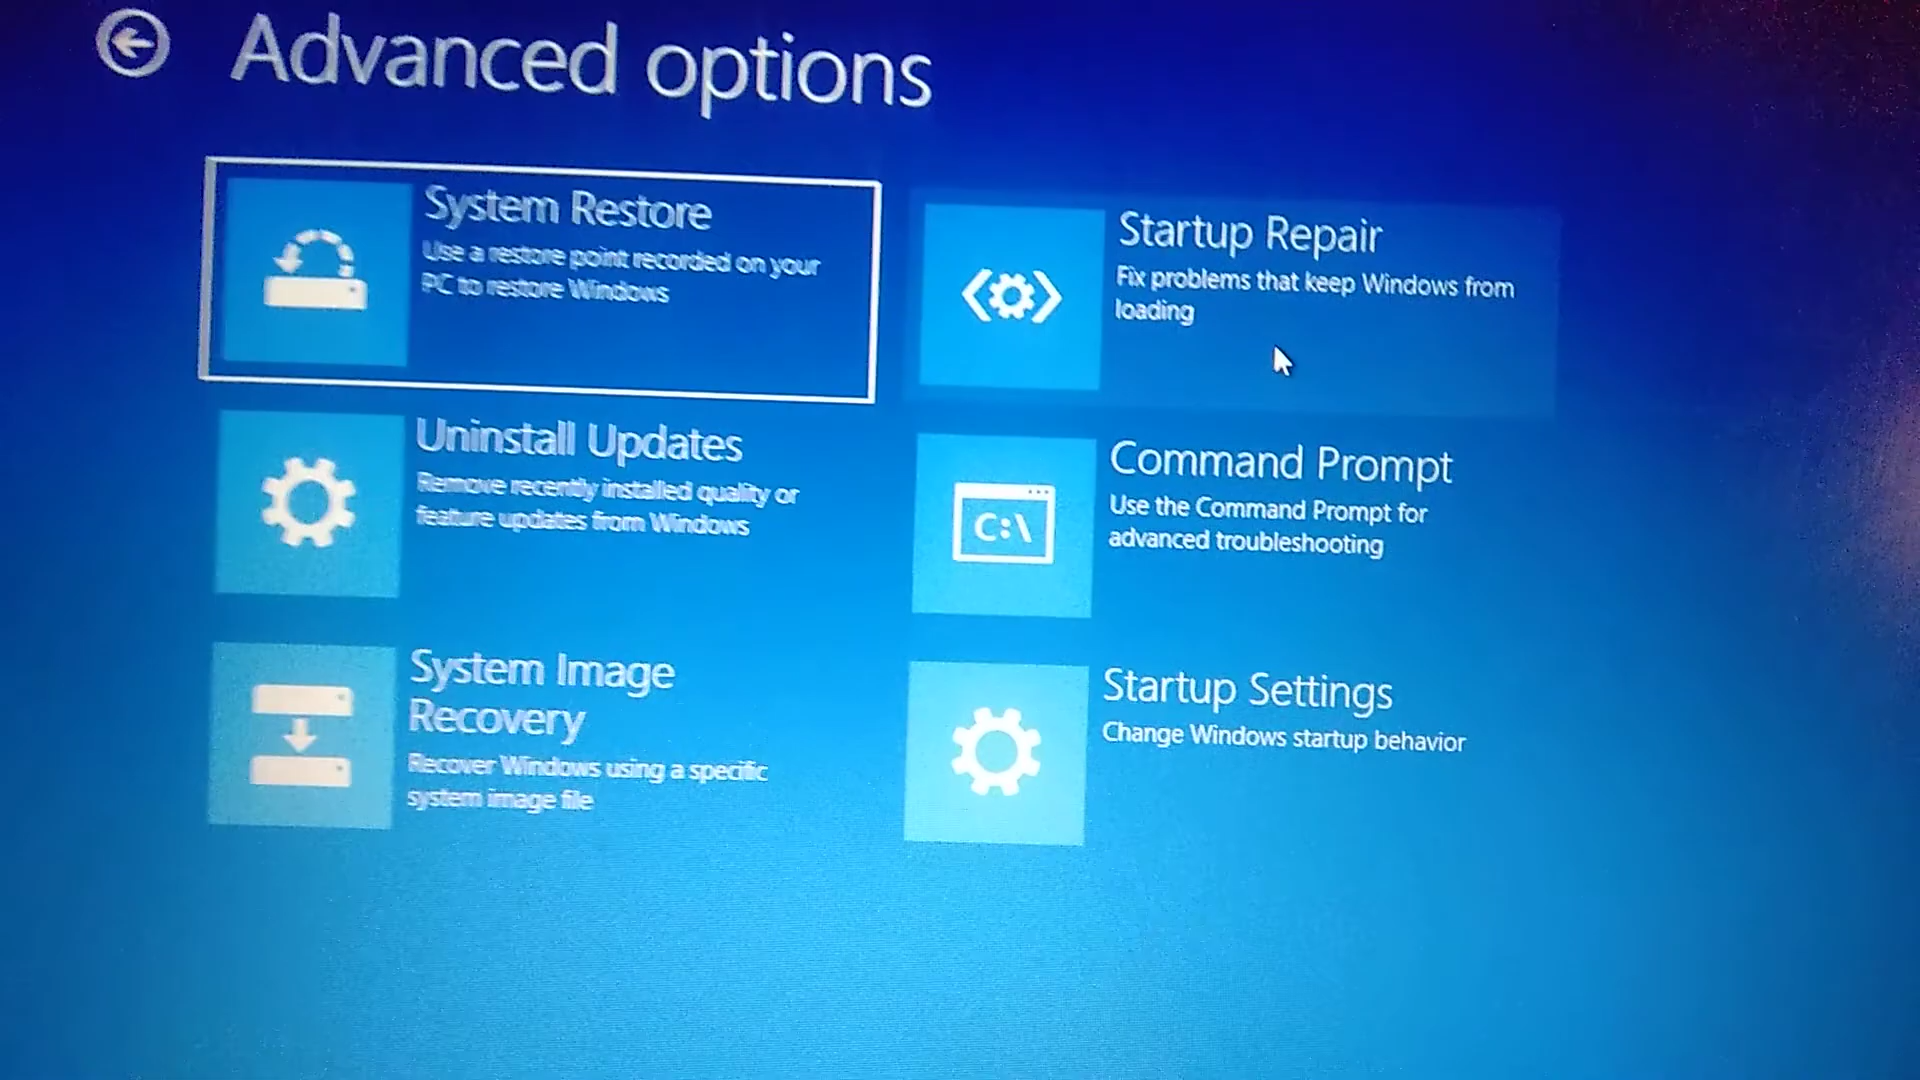 Advanced options
System Restore
Use a restore point recorded on your
PC to restore Windows
Uninstall Updates
Remove recently installed quality or
feature updates from Windows
System Image
Recovery
Recover Windows using a specific
system image file
Startup Repair
Fix problems that keep Windows from
loading
Command Prompt
C:\
Use the Command Prompt for
advanced troubleshooting
Startup Settings
Change Windows startup behavior